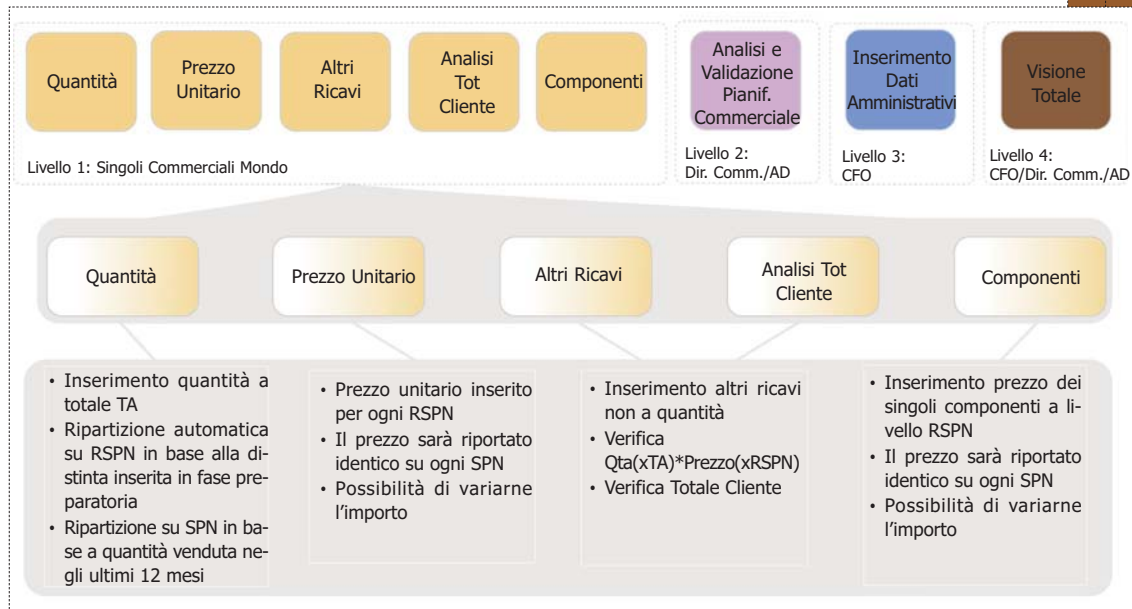 Quantità
Prezzo
Unitario
Altri
Ricavi
Analisi
Tot
Cliente
Componenti
Livello 1: Singoli Commerciali Mondo
Analisi e
Validazione
Pianif.
Commerciale
Livello 2:
Dir. Comm./AD
Inserimento
Dati
Amministrativi
Livello 3:
CFO
Visione
Totale
Livello 4:
CFO/Dir. Comm./AD
Quantità
Prezzo Unitario
Altri Ricavi
Analisi Tot
Cliente
Componenti
• Inserimento quantità a
totale TA
• Ripartizione automatica
su RSPN in base alla di-
stinta inserita in fase pre-
paratoria
• Ripartizione su SPN in ba-
se a quantità venduta ne-
gli ultimi 12 mesi
• Prezzo unitario inserito
per ogni RSPN
• Il prezzo sarà riportato
identico su ogni SPN
• Possibilità di variarne
l’importo
• Inserimento altri ricavi
non a quantità
• Verifica
Qta(xTA)*Prezzo(xRSPN)
• Verifica Totale Cliente
• Inserimento prezzo dei
singoli componenti a li-
vello RSPN
• Il prezzo sarà riportato
identico su ogni SPN
• Possibilità di variarne
l’importo